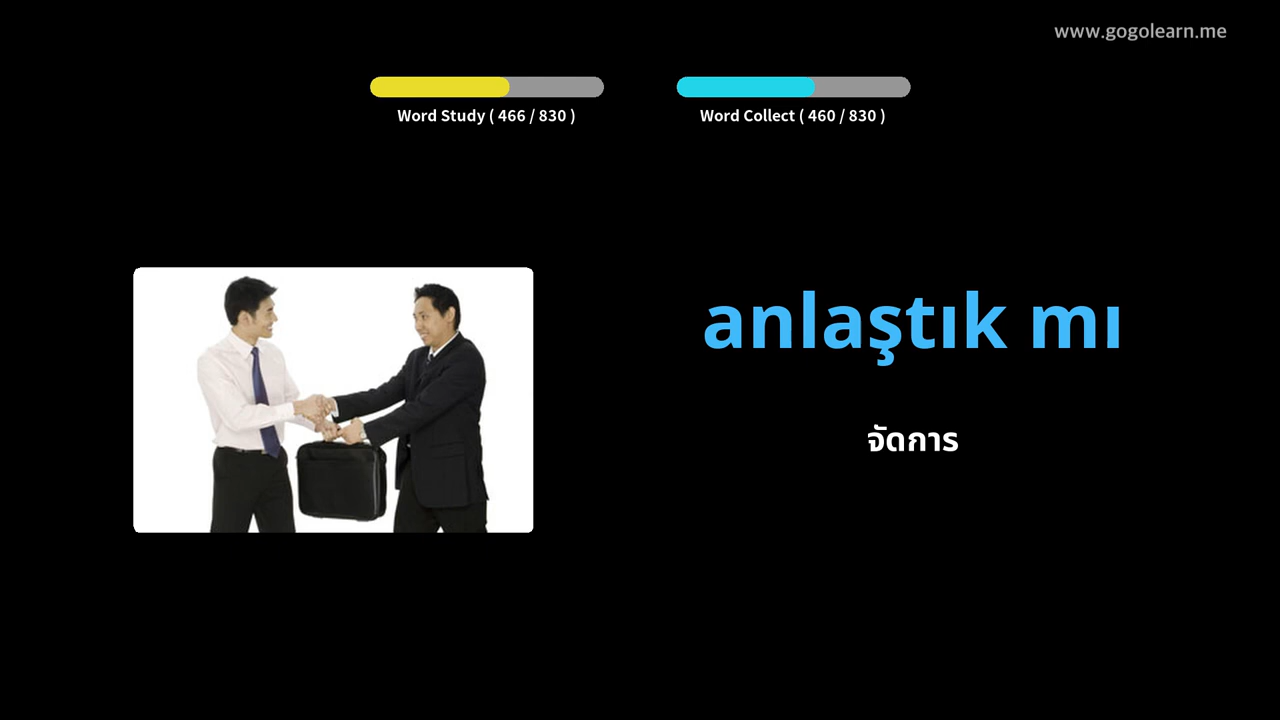 www.gogolearn.me
Word Study ( 466 / 830 )
Word Collect ( 460 / 830 )
anlaştık mı
จัดการ